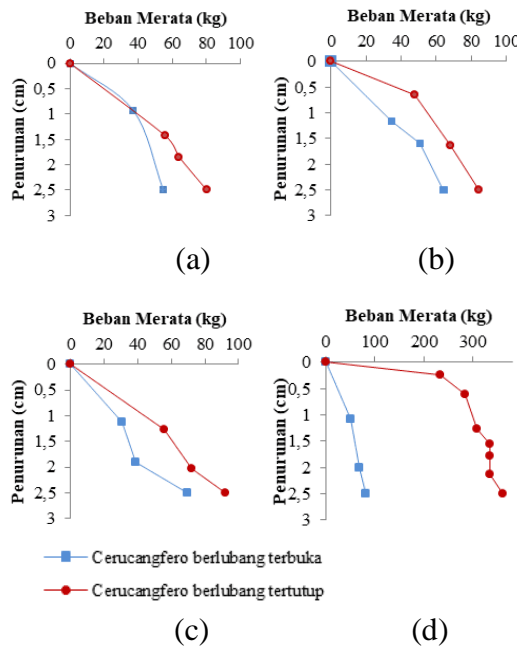 Beban Merata (kg)
0 20 40 60 80 100
Penurunan (cm)
0
0,5
1
1,5
2
2,5
3
(a)
Beban Merata (kg)
0 20 40 60 80 100
Penurunan (cm)
0
0,5
1
1,5
2
2,5
3
(b)
Beban Merata (kg)
0 20 40 60 80 100
Penurunan (cm)
0
0,5
1
1,5
2
2,5
3
Beban Merata (kg)
0 100 200 300
Penurunan (cm)
0
0,5
1
1,5
2
2,5
3
Cerucangfero berlubang terbuka
Cerucangfero berlubang tertutup
(c)
(d)